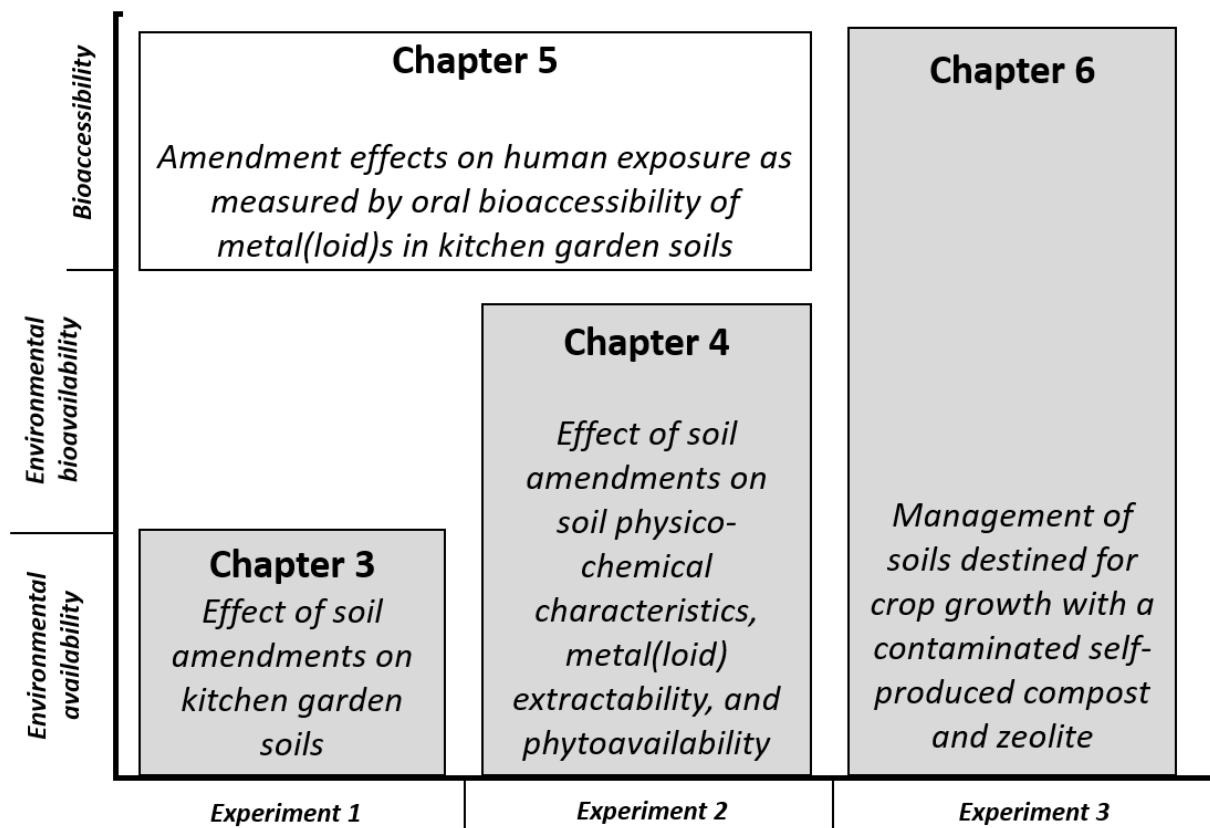 Bioaccessibility
Environmental
bioavailability
Environmental
availability
Chapter 5
Amendment effects on human exposure as
measured by oral bioaccessibility of
metal(loid)s in kitchen garden soils
Chapter 3
Effect of soil
amendments on
kitchen garden
soils
Chapter 4
Effect of soil
amendments on
soil physico-
chemical
characteristics,
metal(loid)
extractability, and
phytoavailability
Chapter 6
Management of
soils destined for
crop growth with a
contaminated self-
produced compost
and zeolite
Experiment 1
Experiment 2
Experiment 3